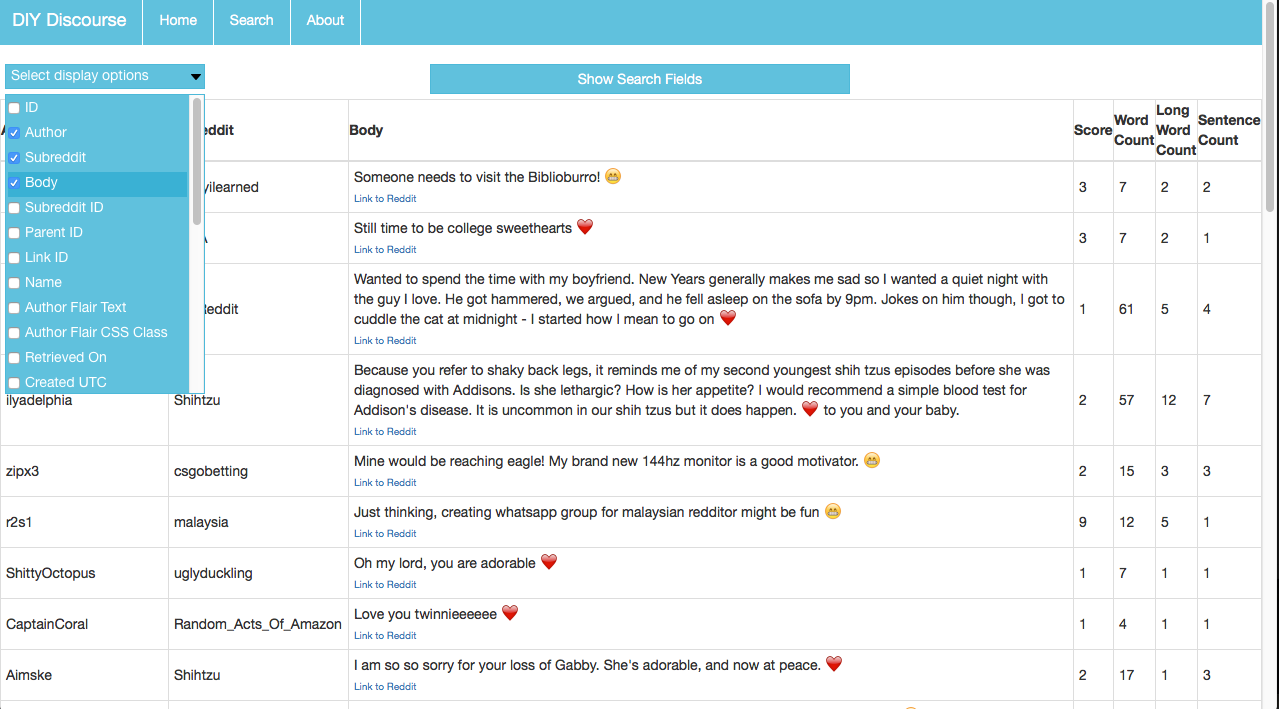 DIY Discourse Home Search About
Select display options
Show Search Fields
ID
Author
Subreddit
Body
Subreddit ID
Parent ID
Link ID
Name
Author Flair Text
Author Flair CSS Class
Retrieved On
Created UTC
eddit Body Score Word Count Long Word Count Sentence Count
yilearned Someone needs to visit the Biblioburro! 😁 3 7 2 2
Link to Reddit
Still time to be college sweethearts ❤️ 3 7 2 1
Link to Reddit
Wanted to spend the time with my boyfriend. New Years generally makes me sad so I wanted a quiet night with
the guy I love. He got hammered, we argued, and he fell asleep on the sofa by 9pm. Jokes on him though, I got to
cuddle the cat at midnight - I started how I mean to go on ❤️
Link to Reddit
eddit 1 61 5 4
Because you refer to shaky back legs, it reminds me of my second youngest shih tzus episodes before she was
diagnosed with Addisons. Is she lethargic? How is her appetite? I would recommend a simple blood test for
Addison's disease. It is uncommon in our shih tzus but it does happen. ❤️ to you and your baby.
Link to Reddit
ilyadelphia Shihtzu 2 57 12 7
zipx3 csgobetting Mine would be reaching eagle! My brand new 144hz monitor is a good motivator. 😁 2 15 3 3
Link to Reddit
r2s1 malaysia Just thinking, creating whatsapp group for malaysian redditor might be fun 😁 9 12 5 1
Link to Reddit
ShittyOctopus uglyduckling Oh my lord, you are adorable ❤️ 1 7 1 1
Link to Reddit
CaptainCoral Random_Acts_Of_Amazon Love you twinnieeeeee ❤️ 1 4 1 1
Link to Reddit
Aimske Shihtzu I am so so sorry for your loss of Gabby. She's adorable, and now at peace. ❤️ 2 17 1 3
Link to Reddit